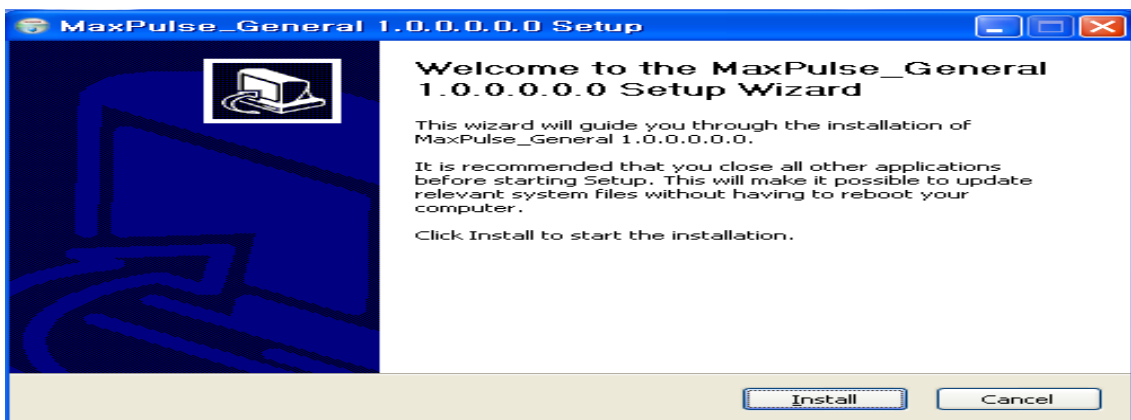 MaxPulse_General 1.0.0.0.0.0 Setup
Welcome to the MaxPulse_General
1.0.0.0.0.0 Setup Wizard
This wizard will guide you through the installation of
MaxPulse_General 1.0.0.0.0.0.
It is recommended that you close all other applications
before starting Setup. This will make it possible to update
relevant system files without having to reboot your
computer.
Click Install to start the installation.
Install
Cancel